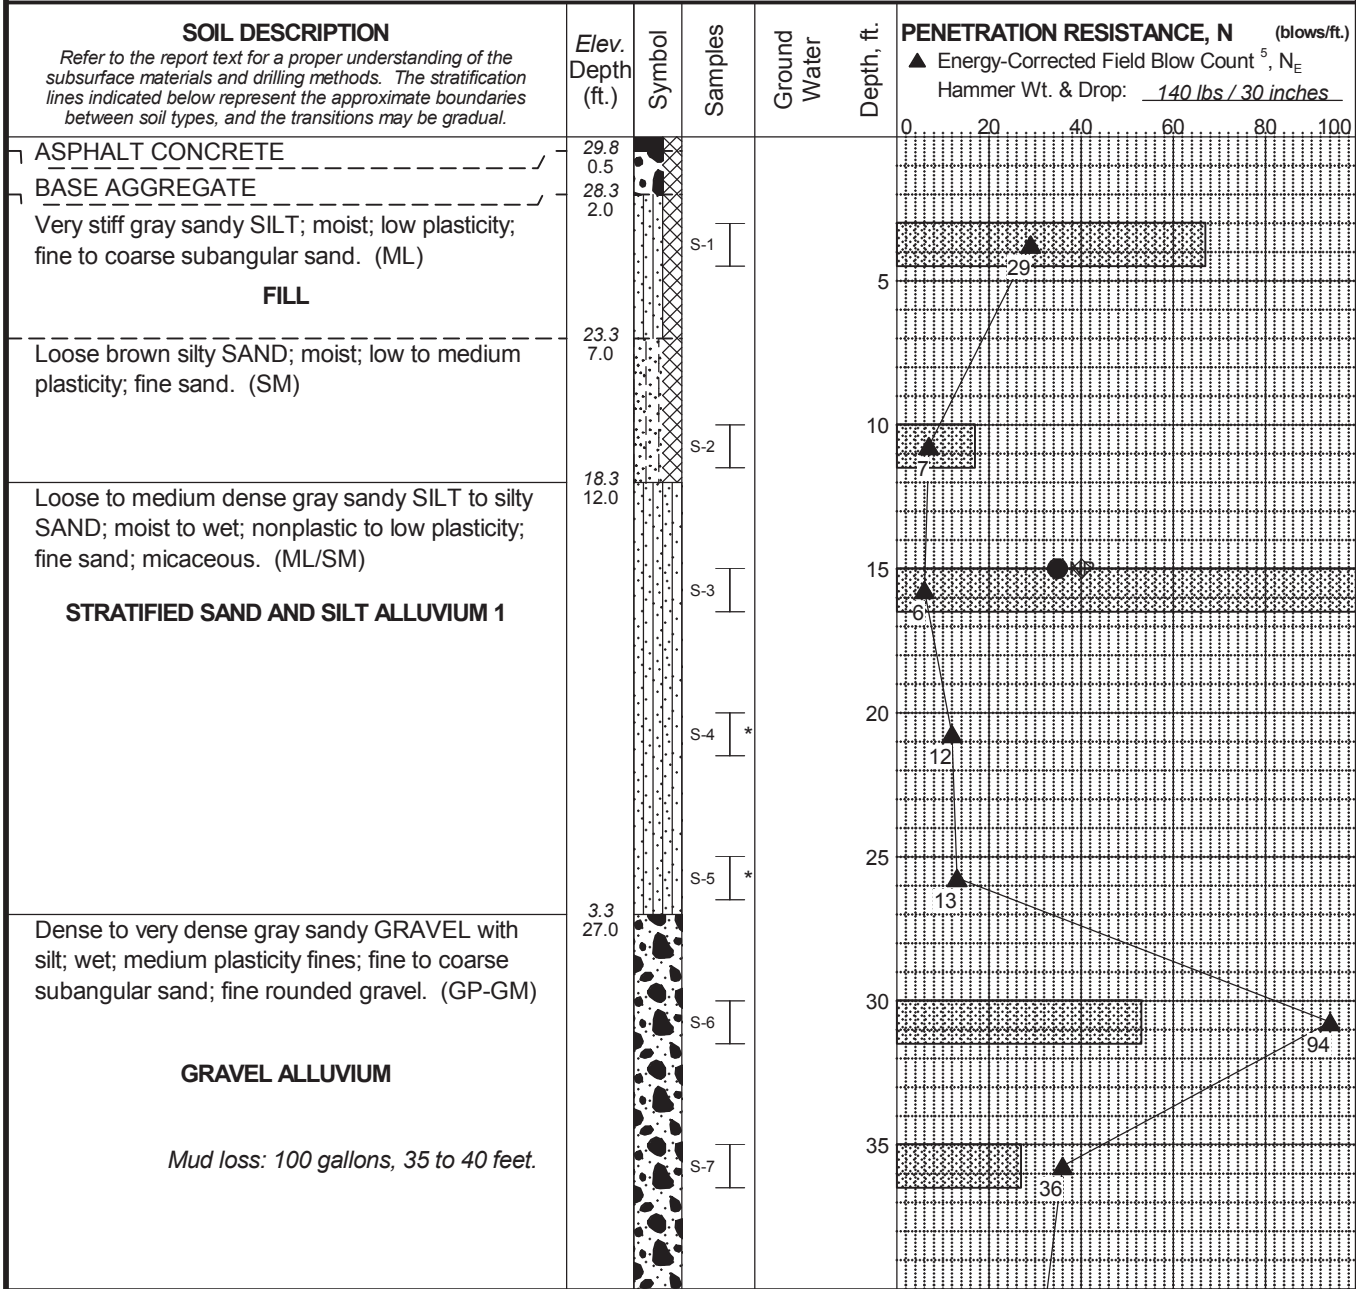 SOIL DESCRIPTION
Refer to the report text for a proper understanding of the
subsurface materials and drilling methods. The stratification
lines indicated below represent the approximate boundaries
between soil types, and the transitions may be gradual.
Elev.
Depth
(ft.)
Symbol
Samples
Ground
Water
Depth, ft.
PENETRATION RESISTANCE, N (blows/ft.)
▲ Energy-Corrected Field Blow Count 5, NE
Hammer Wt. & Drop: 140 lbs / 30 inches
0 20 40 60 80 100
ASPHALT CONCRETE
29.8
0.5
BASE AGGREGATE
28.3
2.0
Very stiff gray sandy SILT; moist; low plasticity;
fine to coarse subangular sand. (ML)
FILL
S-1
29
5
23.3
7.0
Loose brown silty SAND; moist; low to medium
plasticity; fine sand. (SM)
S-2
10
7
18.3
12.0
Loose to medium dense gray sandy SILT to silty
SAND; moist to wet; nonplastic to low plasticity;
fine sand; micaceous. (ML/SM)
STRATIFIED SAND AND SILT ALLUVIUM 1
S-3
15
6
S-4 *
20
12
S-5 *
25
13
3.3
27.0
Dense to very dense gray sandy GRAVEL with
silt; wet; medium plasticity fines; fine to coarse
subangular sand; fine rounded gravel. (GP-GM)
S-6
30
94
GRAVEL ALLUVIUM
Mud loss: 100 gallons, 35 to 40 feet.
S-7
35
36